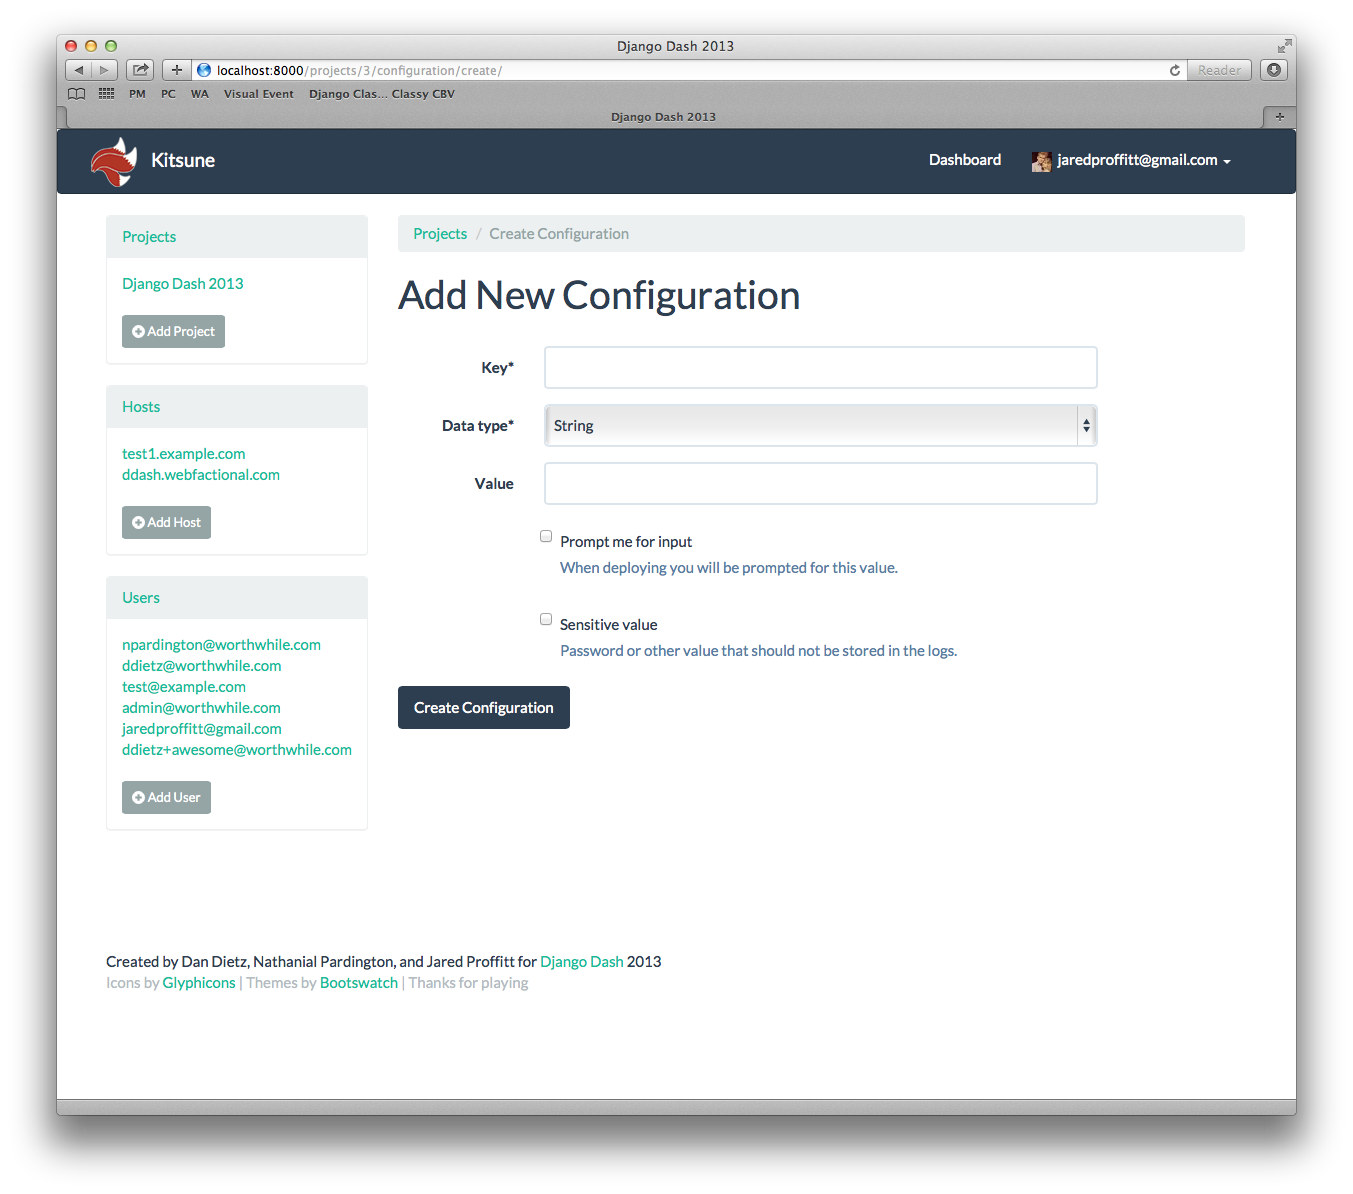 Django Dash 2013
localhost:8000/projects/3/configuration/create/
Reader
PM PC WA Visual Event Django Clas... Classy CBV
Django Dash 2013
Kitsune
Dashboard
jaredproffitt@gmail.com
Projects
Django Dash 2013
Add Project
Hosts
test1.example.com
ddash.webfactional.com
Add Host
Users
npardington@worthwhile.com
ddietz@worthwhile.com
test@example.com
admin@worthwhile.com
jaredproffitt@gmail.com
ddietz+awesome@worthwhile.com
Add User
Projects / Create Configuration
Add New Configuration
Key*
Data type* String
Value
Prompt me for input
When deploying you will be prompted for this value.
Sensitive value
Password or other value that should not be stored in the logs.
Create Configuration
Created by Dan Dietz, Nathanial Pardington, and Jared Proffitt for Django Dash 2013
Icons by Glyphicons | Themes by Bootswatch | Thanks for playing